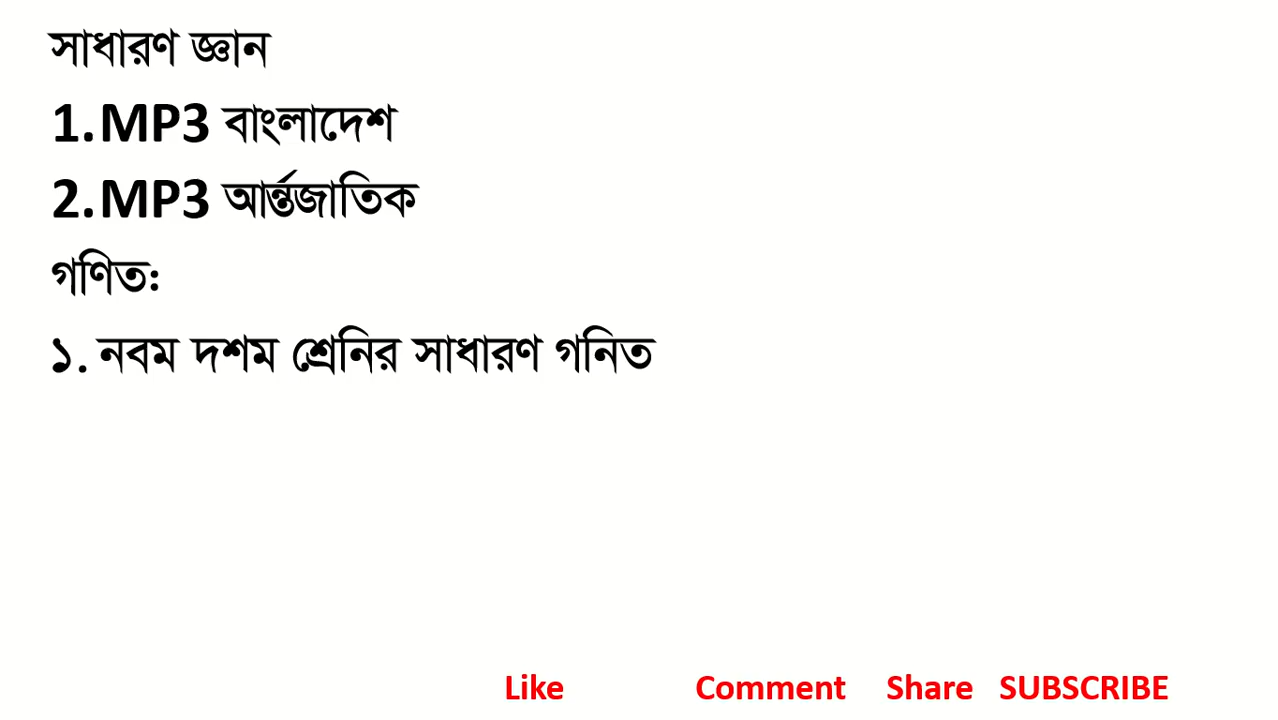 সাধারণ জ্ঞান
1.MP3 বাংলাদেশ
2.MP3 আর্ন্তজাতিক
গণিতঃ
১. নবম দশম শ্রেনির সাধারণ গনিত
Like Comment Share SUBSCRIBE